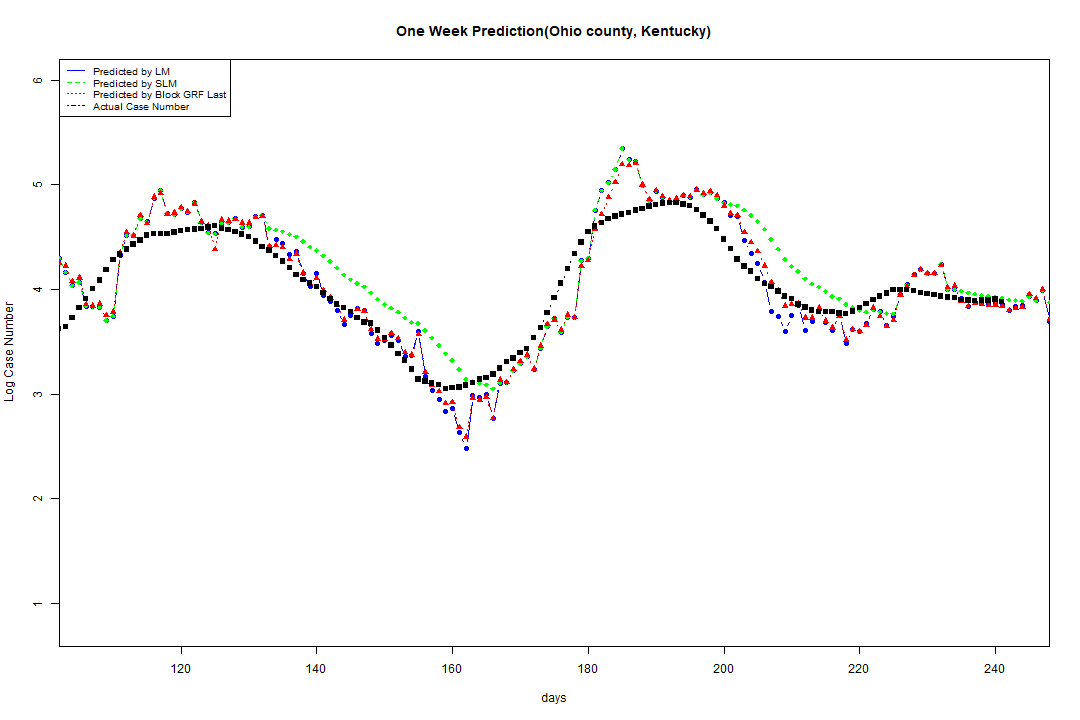 One Week Prediction(Ohio county, Kentucky)
Predicted by LM
Predicted by SLM
Predicted by Block GRF Last
Actual Case Number
6
5
4
3
2
1
Log Case Number
120 140 160 180 200 220 240
days